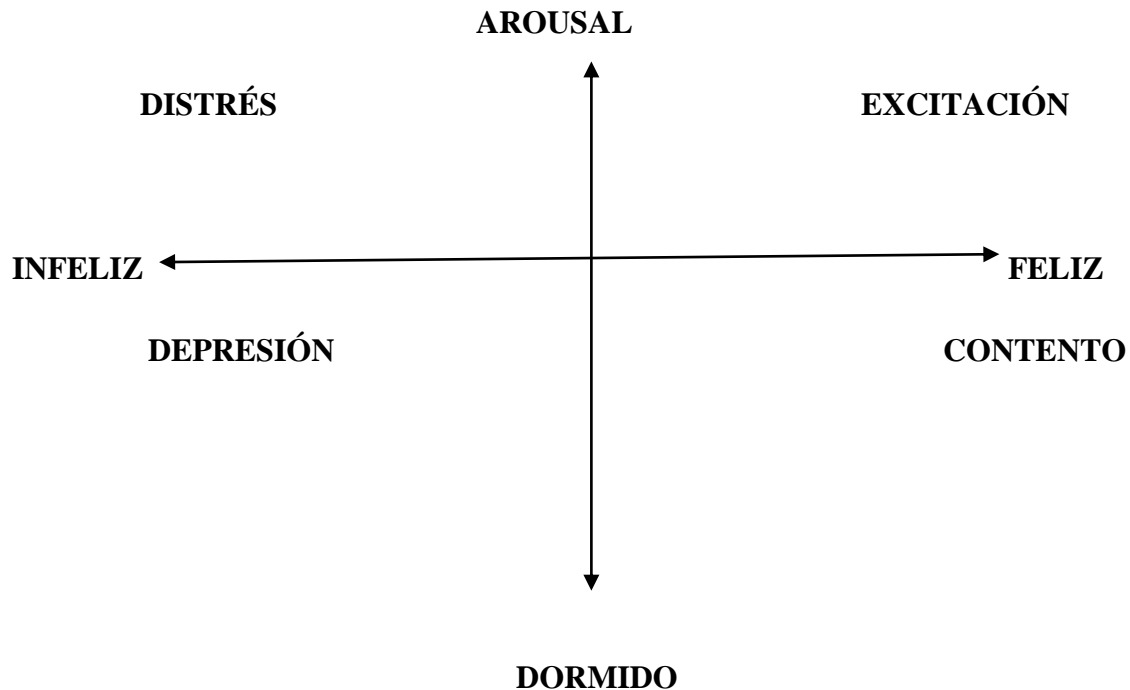 AROUSAL
DISTRÉS EXCITACIÓN
INFELIZ FELIZ
DEPRESIÓN CONTENTO
DORMIDO